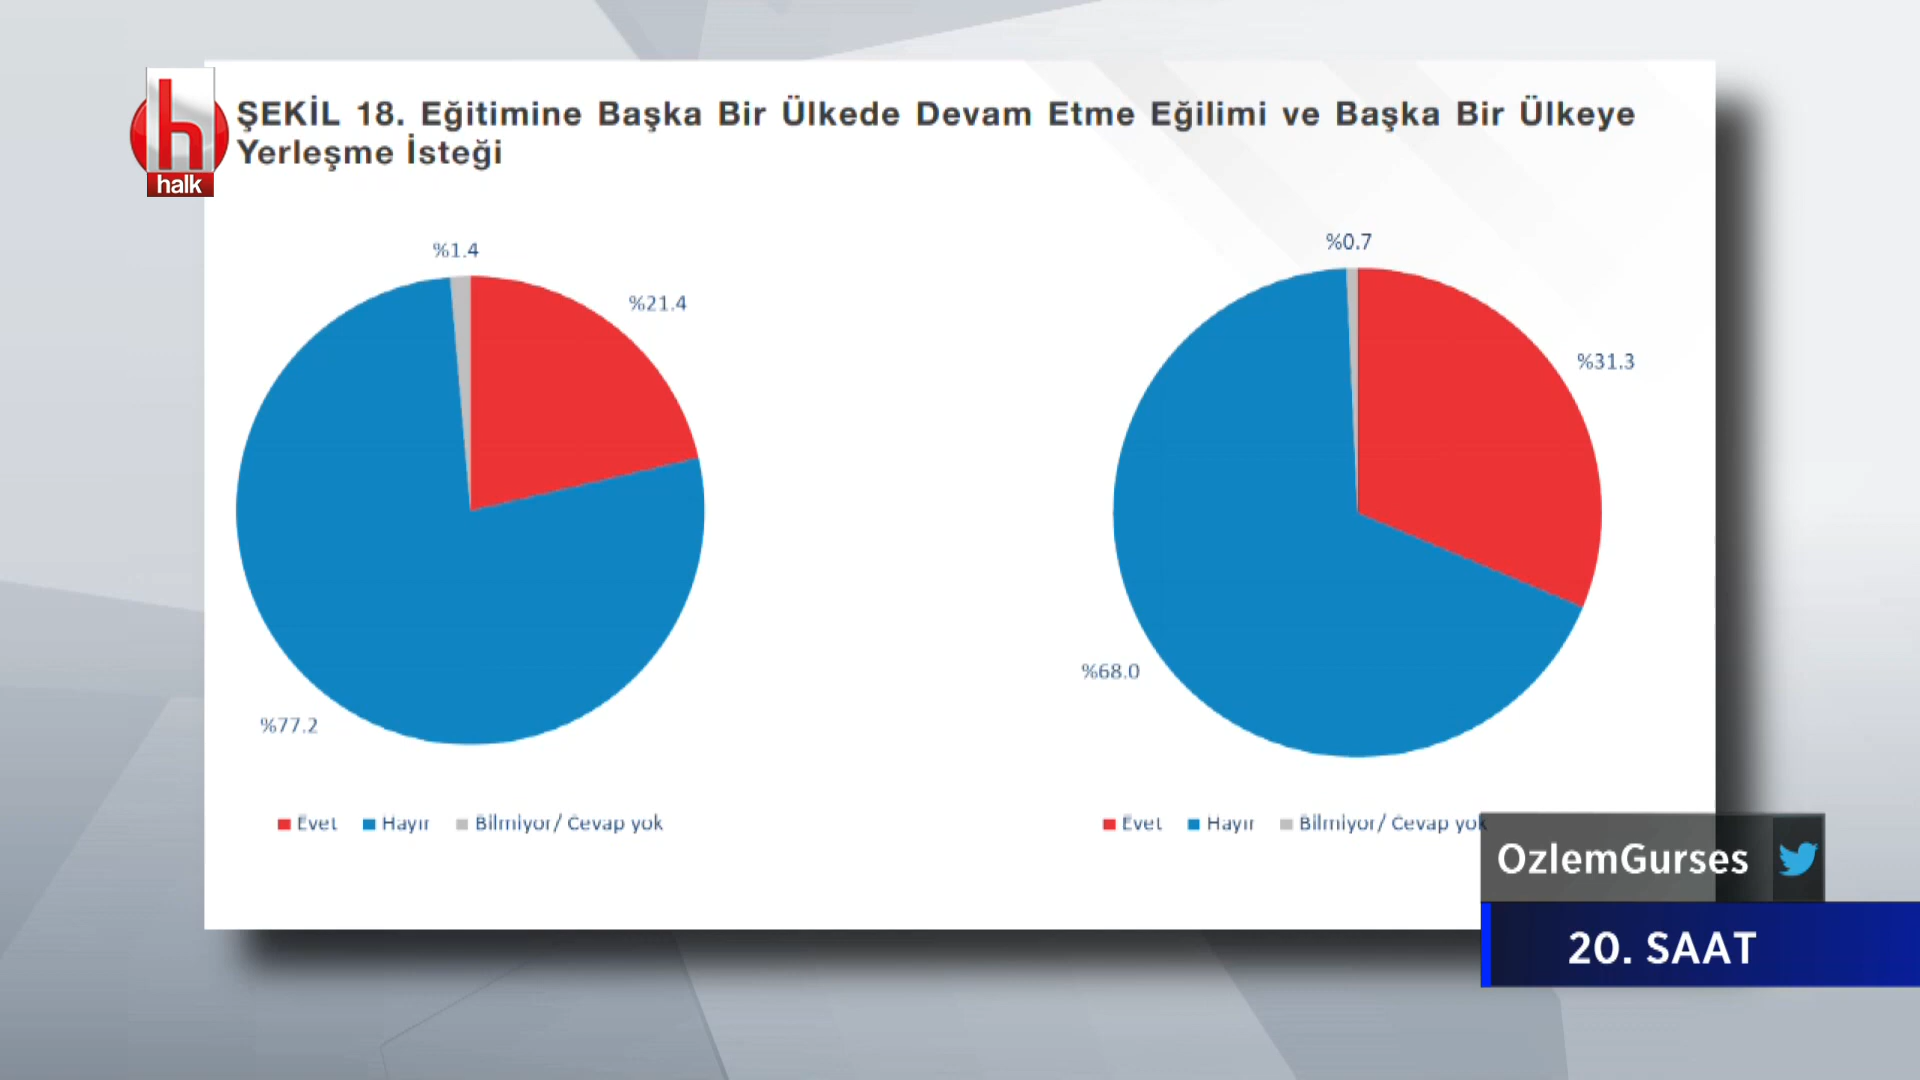 h
halk
ŞEKİL 18. Eğitimine Başka Bir Ülkede Devam Etme Eğilimi ve Başka Bir Ülkeye
Yerleşme İsteği
%1.4
%21.4
%77.2
Evet Hayır Bilmiyor/ Cevap yok
%0.7
%31.3
%68.0
Evet Hayır Bilmiyor/ Cevap yok
OzlemGurses
20. SAAT